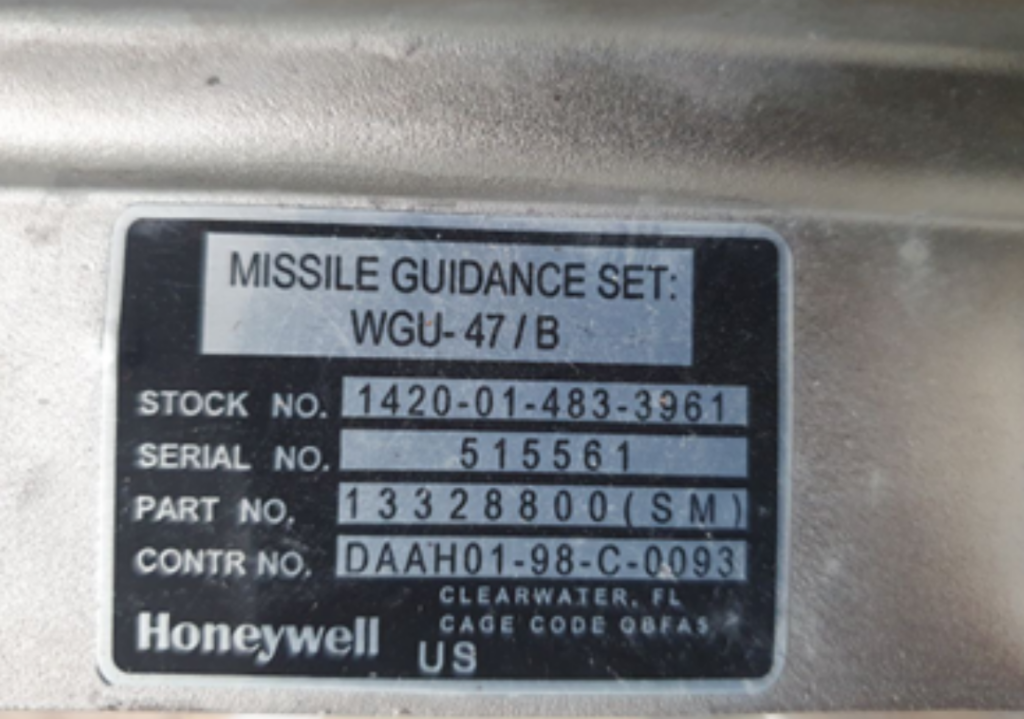 MISSILE GUIDANCE SET:
WGU- 47 / B
STOCK NO. 1420-01-483-3961
SERIAL NO. 515561
PART NO. 13328800(SM)
CONTR NO. DAAH01-98-C-0093
CLEARWATER, FL
CAGE CODE OBFA5
Honeywell
US